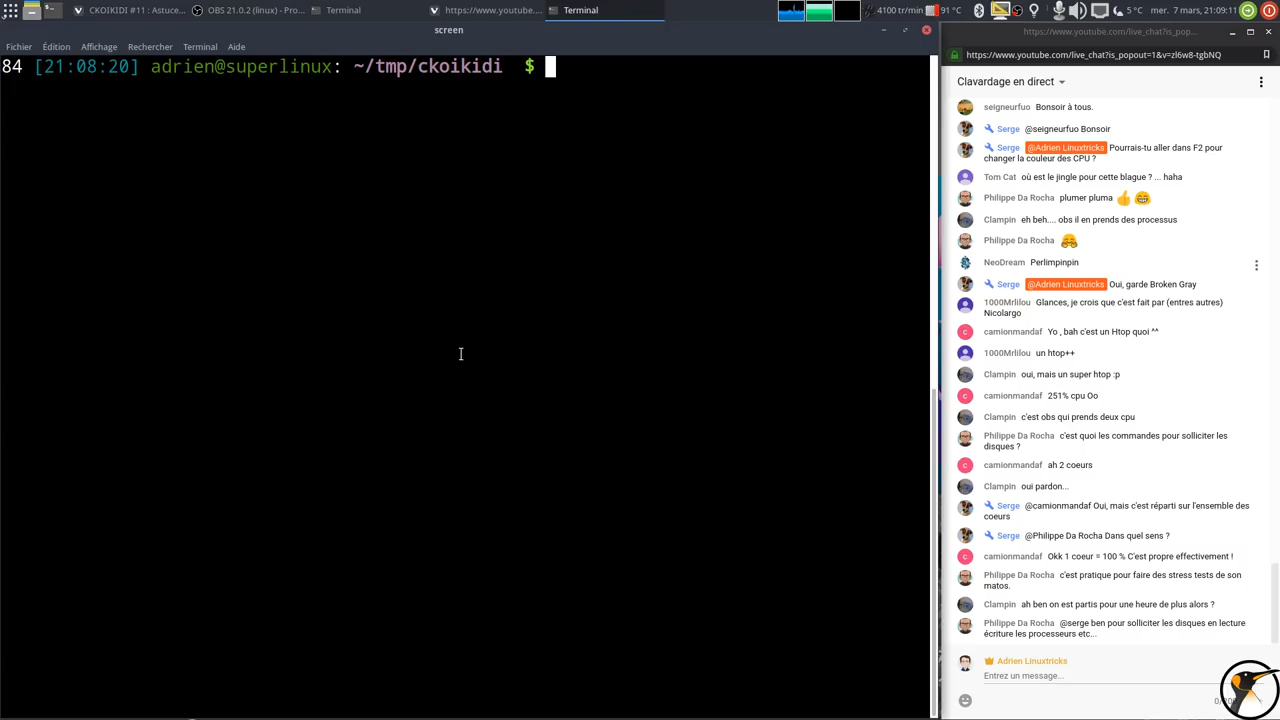 CKOIKIDI #11 : Astuce...
OBS 21.0.2 (linux) - Pro...
Terminal
https://www.youtube...
Terminal
4100 tr/min
91 °C
5 °C
mer. 7 mars, 21:09:11
screen
Fichier Édition Affichage Rechercher Terminal Aide
84 [21:08:20] adrien@superlinux: ~/tmp/ckoikidi $
https://www.youtube.com/live_chat?is_pop...
https://www.youtube.com/live_chat?is_popout=1&v=zl6w8-tgbNQ
Clavardage en direct
seigneurfuo Bonsoir à tous.
Serge @seigneurfuo Bonsoir
Serge @Adrien Linuxtricks Pourrais-tu aller dans F2 pour
changer la couleur des CPU ?
Tom Cat où est le jingle pour cette blague ? ... haha
Philippe Da Rocha plumer pluma
Clampin eh beh.... obs il en prends des processus
Philippe Da Rocha
NeoDream Perlimpinpin
Serge @Adrien Linuxtricks Oui, garde Broken Gray
1000Mrlilou Glances, je crois que c'est fait par (entres autres)
Nicolargo
camionmandaf Yo , bah c'est un Htop quoi ^^
1000Mrlilou un htop++
Clampin oui, mais un super htop :p
camionmandaf 251% cpu Oo
Clampin c'est obs qui prends deux cpu
Philippe Da Rocha c'est quoi les commandes pour solliciter les
disques ?
camionmandaf ah 2 coeurs
Clampin oui pardon...
Serge @camionmandaf Oui, mais c'est réparti sur l'ensemble des
coeurs
Serge @Philippe Da Rocha Dans quel sens ?
camionmandaf Okk 1 coeur = 100 % C'est propre effectivement !
Philippe Da Rocha c'est pratique pour faire des stress tests de son
matos.
Clampin ah ben on est partis pour une heure de plus alors ?
Philippe Da Rocha @serge ben pour solliciter les disques en lecture
écriture les processeurs etc...
Adrien Linuxtricks
Entrez un message...